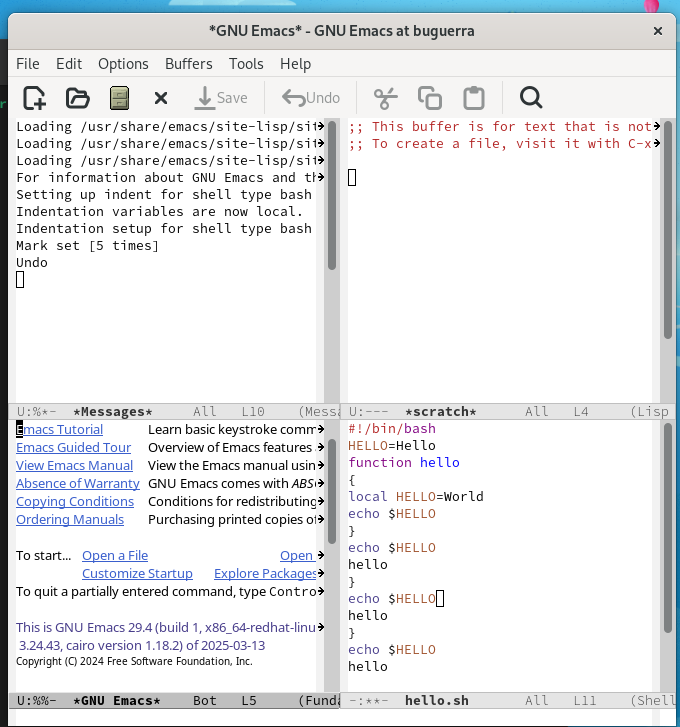 *GNU Emacs* - GNU Emacs at buguerra
File Edit Options Buffers Tools Help
Save Undo
Loading /usr/share/emacs/site-lisp/sit
Loading /usr/share/emacs/site-lisp/sit
Loading /usr/share/emacs/site-lisp/sit
For information about GNU Emacs and th
Setting up indent for shell type bash
Indentation variables are now local.
Indentation setup for shell type bash
Mark set [5 times]
Undo
U:%*- *Messages* All L10 (Messa
;; This buffer is for text that is not
;; To create a file, visit it with C-x
U:--- *scratch* All L4 (Lisp
Emacs Tutorial Learn basic keystroke comm
Emacs Guided Tour Overview of Emacs features
View Emacs Manual View the Emacs manual usin
Absence of Warranty GNU Emacs comes with ABS
Copying Conditions Conditions for redistributing
Ordering Manuals Purchasing printed copies of
To start... Open a File Open
Customize Startup Explore Packages
To quit a partially entered command, type Contro
This is GNU Emacs 29.4 (build 1, x86_64-redhat-linu
3.24.43, cairo version 1.18.2) of 2025-03-13
Copyright (C) 2024 Free Software Foundation, Inc.
U:%%- *GNU Emacs* Bot L5 (Funda
#!/bin/bash
HELLO=Hello
function hello
{
local HELLO=World
echo $HELLO
}
echo $HELLO
hello
}
echo $HELLO
hello
}
echo $HELLO
hello
-:**- hello.sh All L11 (Shell